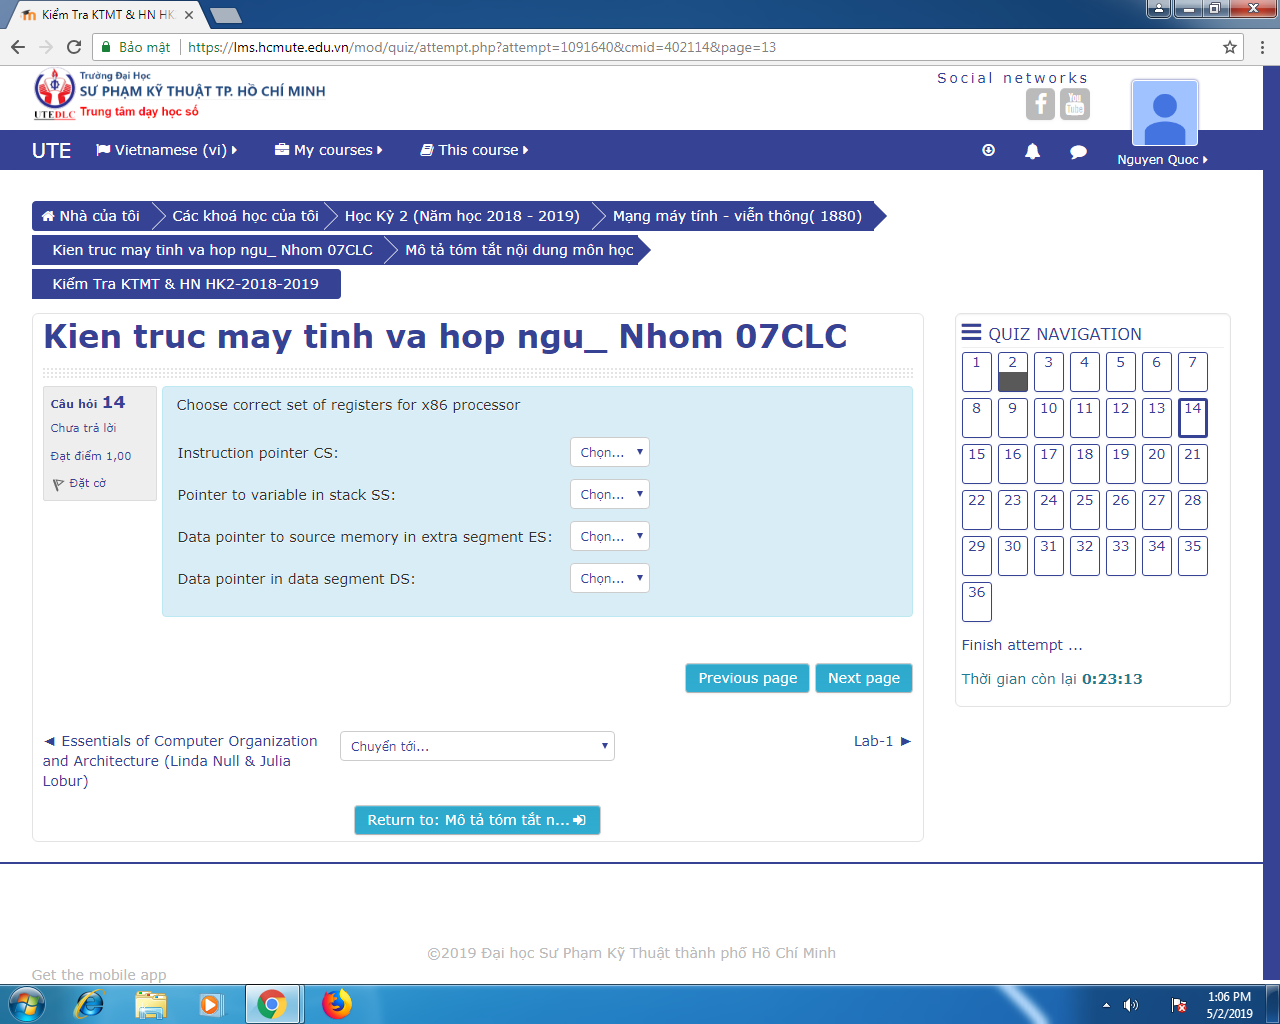 Kiểm Tra KTMT & HN HK
Bảo mật
https://lms.hcmute.edu.vn/mod/quiz/attempt.php?attempt=1091640&cmid=402114&page=13
Trường Đại Học
SƯ PHẠM KỸ THUẬT TP. HỒ CHÍ MINH
UTEDLC Trung tâm dạy học số
Social networks
You Tube
UTE Vietnamese (vi) My courses This course
Nguyen Quoc
Nhà của tôi Các khoá học của tôi Học Kỳ 2 (Năm học 2018 - 2019) Mạng máy tính - viễn thông( 1880)
Kien truc may tinh va hop ngu_ Nhom 07CLC Mô tả tóm tắt nội dung môn học
Kiểm Tra KTMT & HN HK2-2018-2019
Kien truc may tinh va hop ngu_ Nhom 07CLC
Câu hỏi 14
Chưa trả lời
Đạt điểm 1,00
Đặt cờ
Choose correct set of registers for x86 processor
Instruction pointer CS: Chọn...
Pointer to variable in stack SS: Chọn...
Data pointer to source memory in extra segment ES: Chọn...
Data pointer in data segment DS: Chọn...
Previous page Next page
◄ Essentials of Computer Organization
and Architecture (Linda Null & Julia
Lobur)
Chuyển tới...
Lab-1 ►
Return to: Mô tả tóm tắt n...
QUIZ NAVIGATION
1 2 3 4 5 6 7
8 9 10 11 12 13 14
15 16 17 18 19 20 21
22 23 24 25 26 27 28
29 30 31 32 33 34 35
36
Finish attempt ...
Thời gian còn lại 0:23:13
©2019 Đại học Sư Phạm Kỹ Thuật thành phố Hồ Chí Minh
Get the mobile app
1:06 PM
5/2/2019